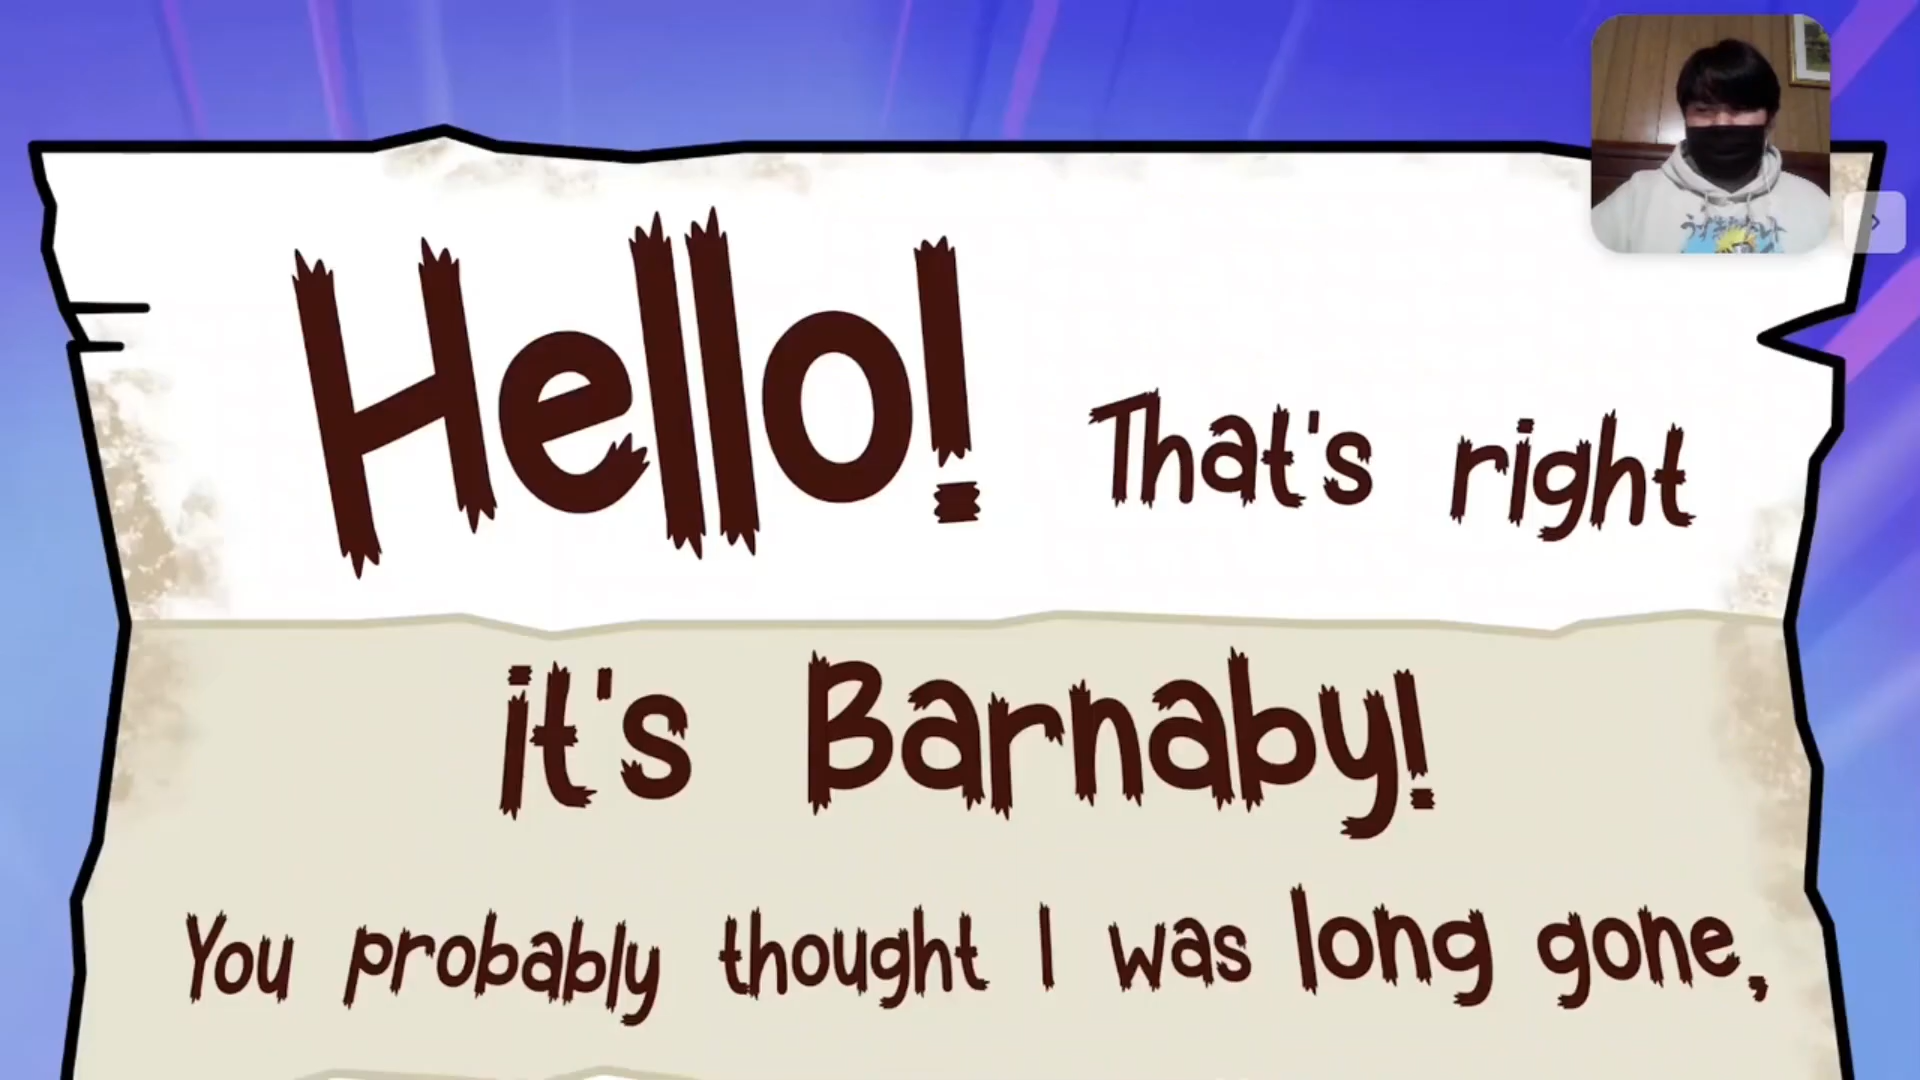 Hello! That's right
it's Barnaby!
You probably thought I was long gone,